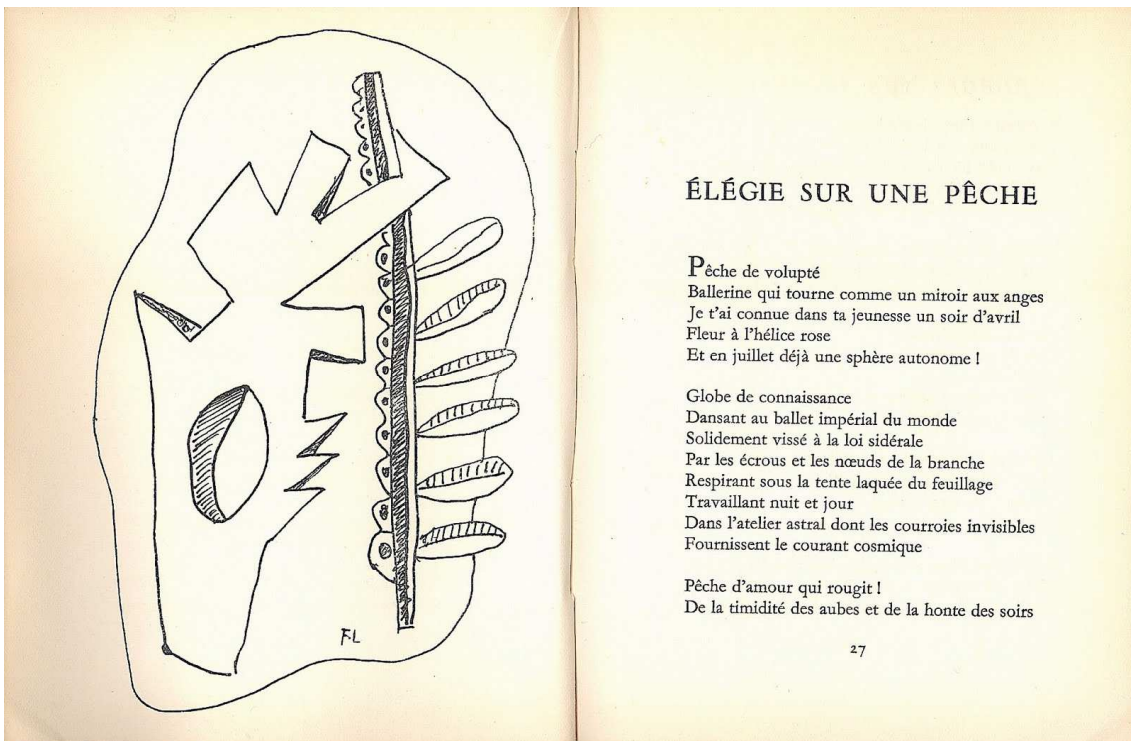 F.L
ÉLÉGIE SUR UNE PÊCHE
Pêche de volupté
Ballerine qui tourne comme un miroir aux anges
Je t'ai connue dans ta jeunesse un soir d'avril
Fleur à l'hélice rose
Et en juillet déjà une sphère autonome !
Globe de connaissance
Dansant au ballet impérial du monde
Solidement vissé à la loi sidérale
Par les écrous et les nœuds de la branche
Respirant sous la tente laquée du feuillage
Travaillant nuit et jour
Dans l'atelier astral dont les courroies invisibles
Fournissent le courant cosmique
Pêche d'amour qui rougit !
De la timidité des aubes et de la honte des soirs
27